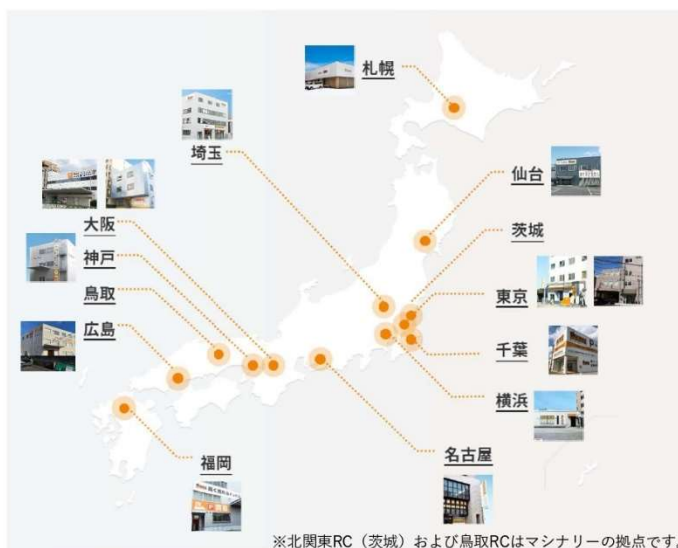 札幌
埼玉
仙台
大阪
茨城
神戸
東京
鳥取
広島
千葉
横浜
名古屋
福岡
※北関東RC（茨城）および鳥取RCはマシナリーの拠点です。